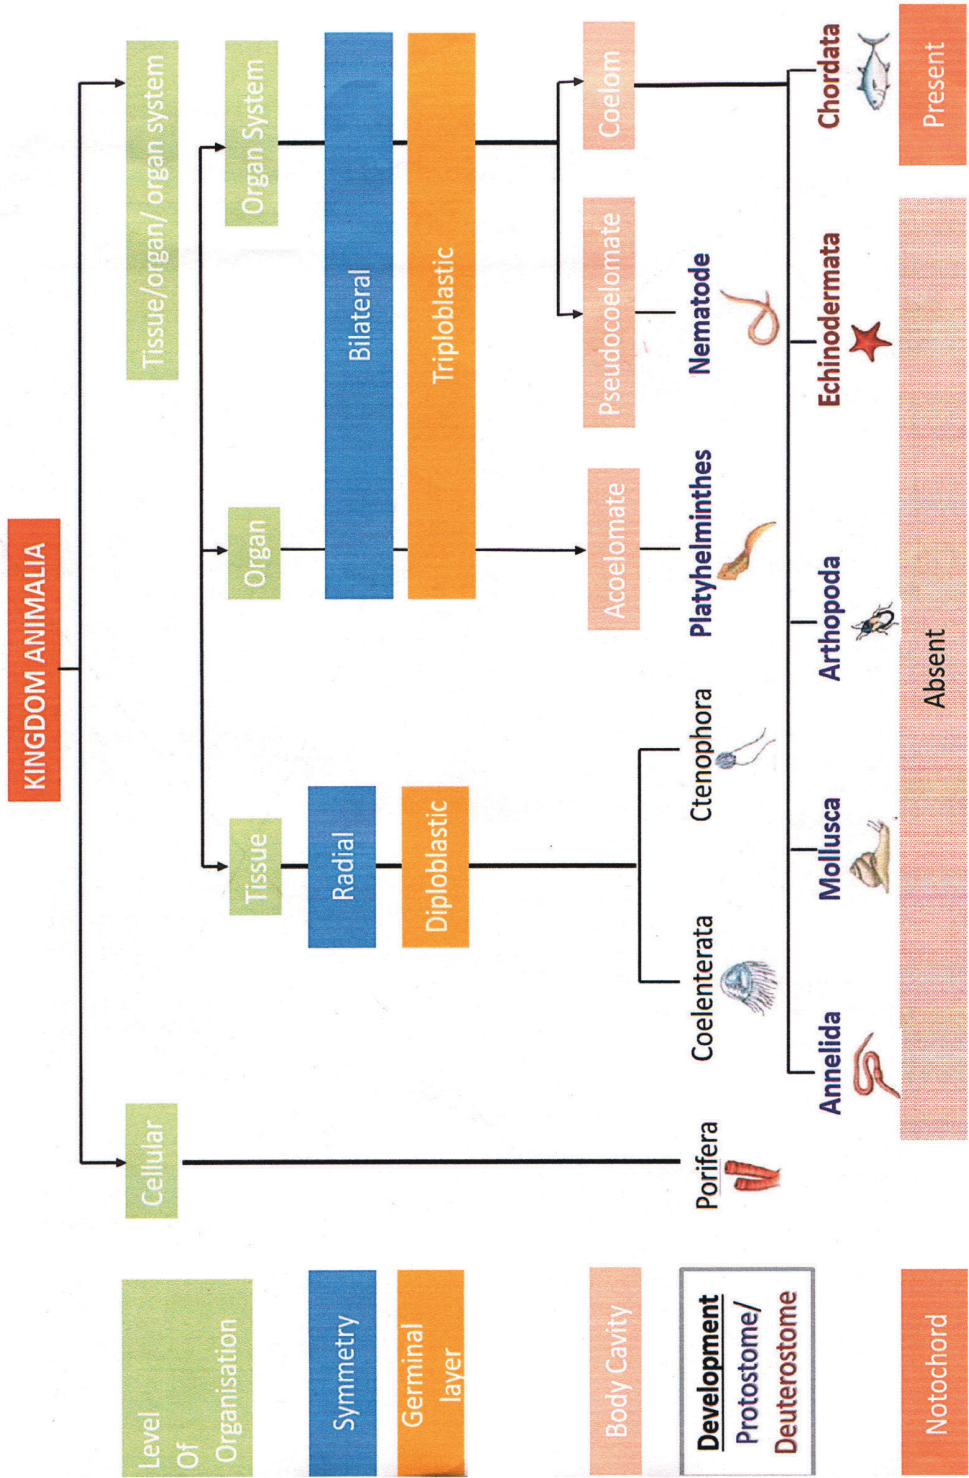 KINGDOM ANIMALIA
Level
Of
Organisation
Cellular
Tissue/organ/ organ system
Tissue
Organ
Organ System
Symmetry
Radial
Bilateral
Germinal
layer
Diploblastic
Triploblastic
Body Cavity
Acoelomate
Pseudocoelomate
Coelom
Development
Protostome/
Deuterostome
Porifera
Coelenterata
Ctenophora
Platyhelminthes
Nematode
Annelida
Mollusca
Arthopoda
Echinodermata
Chordata
Notochord
Absent
Present